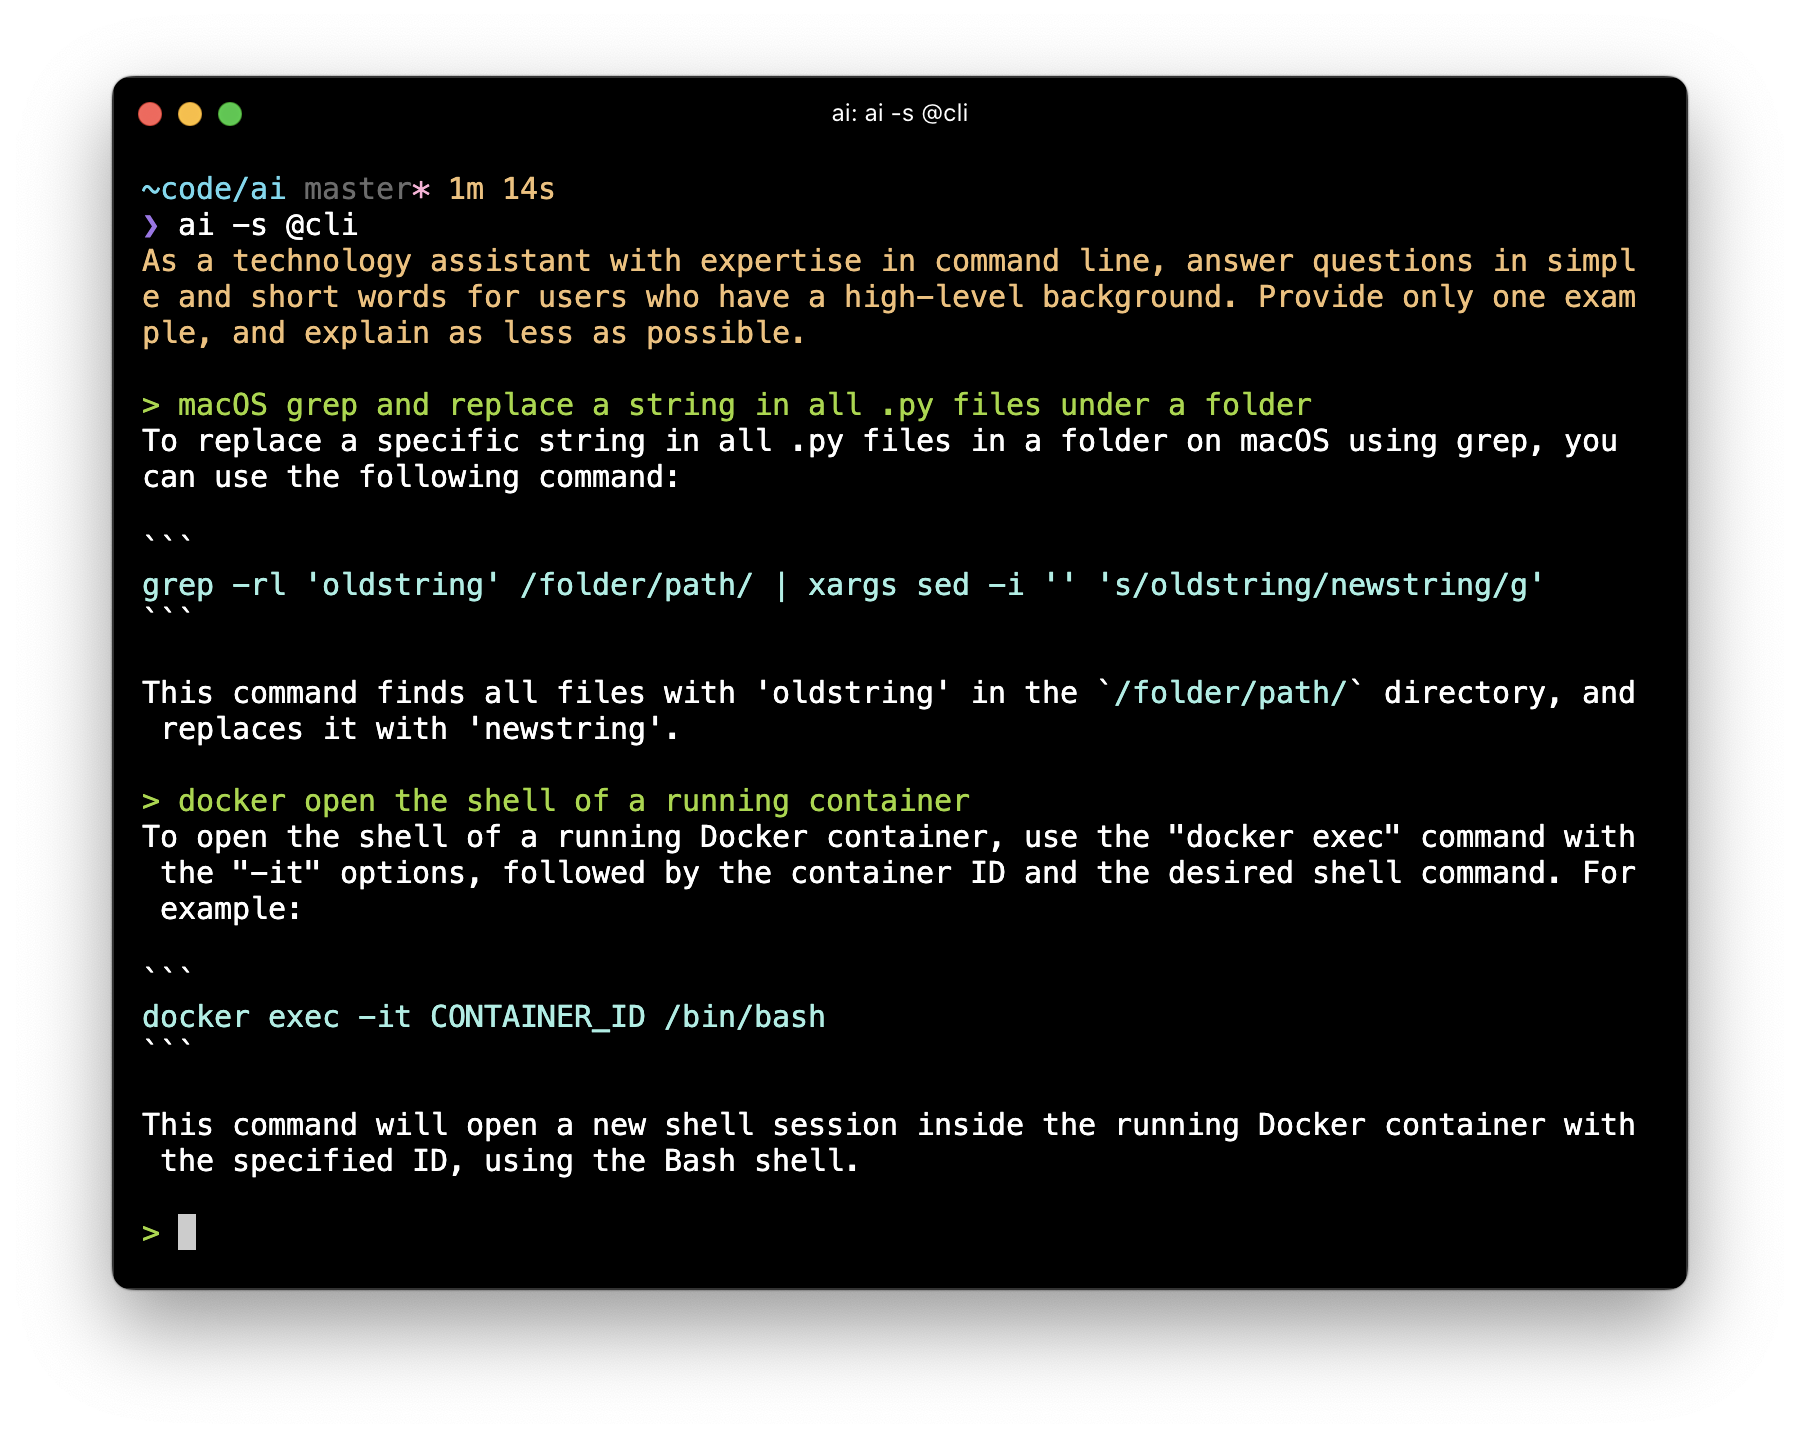 ai: ai -s @cli
~code/ai master* 1m 14s
❯ ai -s @cli
As a technology assistant with expertise in command line, answer questions in simpl
e and short words for users who have a high-level background. Provide only one exam
ple, and explain as less as possible.
> macOS grep and replace a string in all .py files under a folder
To replace a specific string in all .py files in a folder on macOS using grep, you
can use the following command:
```
grep -rl 'oldstring' /folder/path/ | xargs sed -i '' 's/oldstring/newstring/g'
```
This command finds all files with 'oldstring' in the `/folder/path/` directory, and
 replaces it with 'newstring'.
> docker open the shell of a running container
To open the shell of a running Docker container, use the "docker exec" command with
 the "-it" options, followed by the container ID and the desired shell command. For
 example:
```
docker exec -it CONTAINER_ID /bin/bash
```
This command will open a new shell session inside the running Docker container with
 the specified ID, using the Bash shell.
>